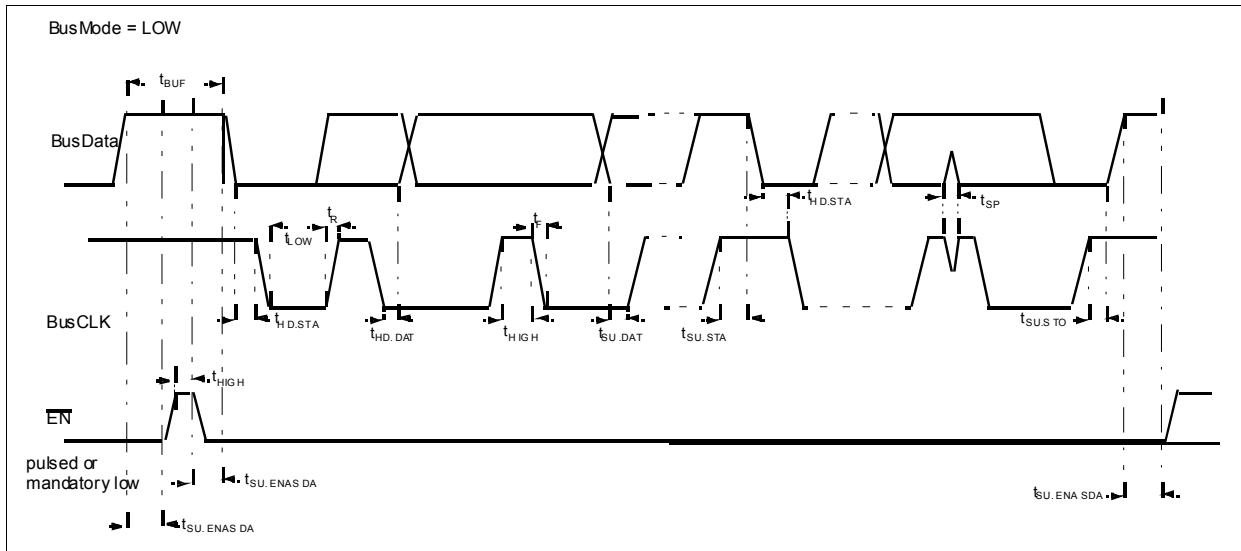 BusMode = LOW
tBUF
BusData
tHD.STA
tSP
tR
tF
tLOW
BusCLK
tHD.STA
tHD.DAT
tHIGH
tSU.DAT
tSU.STA
tSU.STO
tHIGH
EN
pulsed or
mandatory low
tSU.ENASDA
tSU.ENASDA
tSU.ENASDA